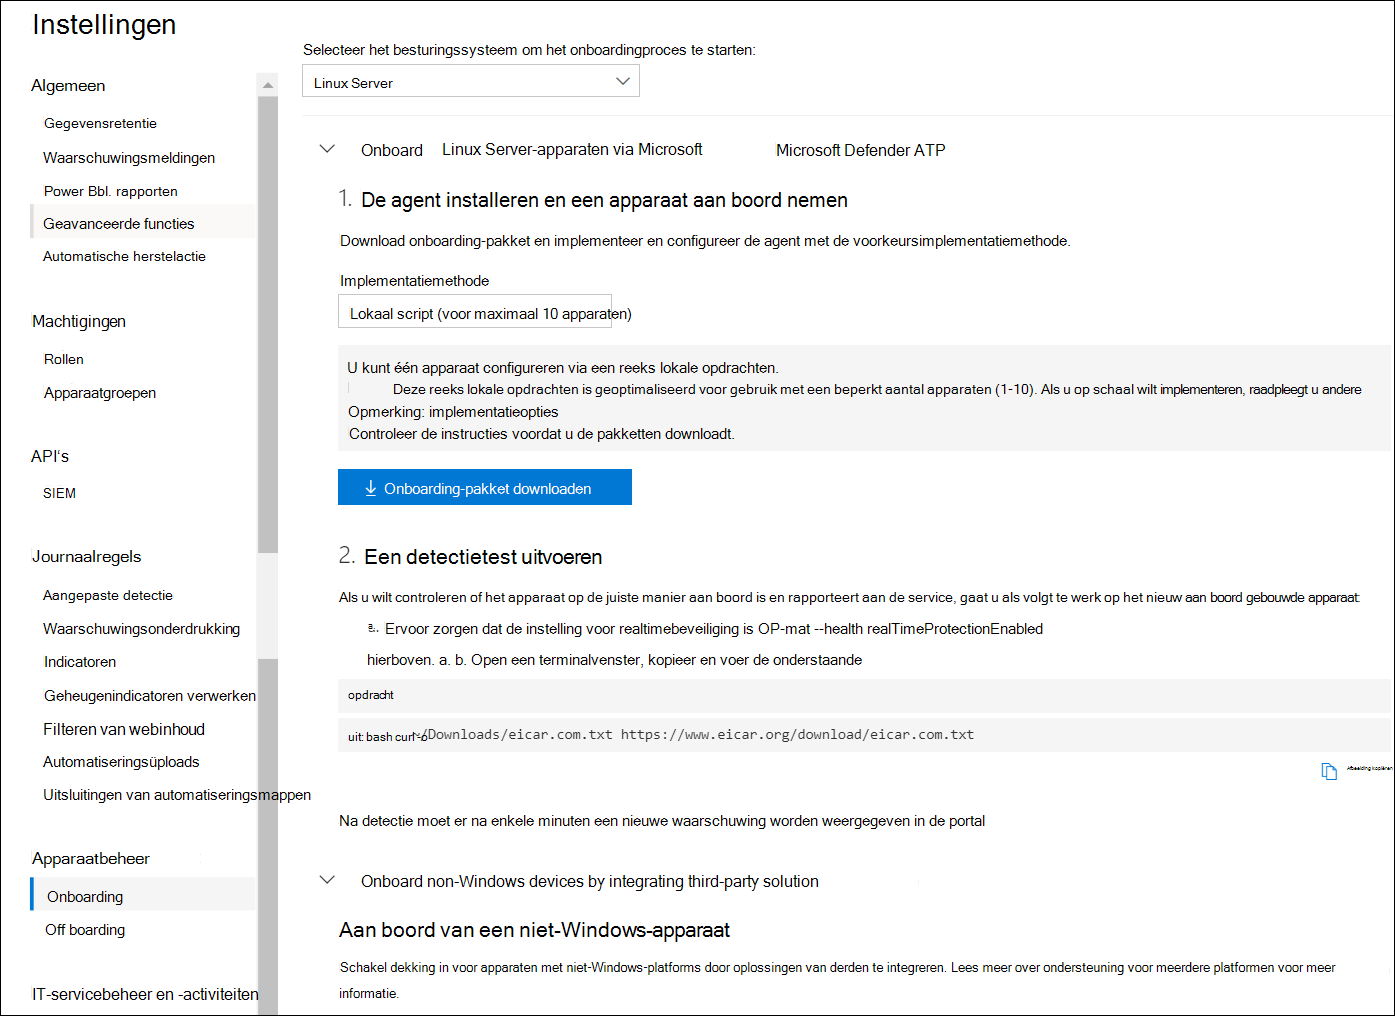 Instellingen
Algemeen
Gegevensretentie
Waarschuwingsmeldingen
Power Bbl. rapporten
Geavanceerde functies
Automatische herstelactie
Machtigingen
Rollen
Apparaatgroepen
API's
SIEM
Journaalregels
Aangepaste detectie
Waarschuwingsonderdrukking
Indicatoren
Geheugenindicatoren verwerken
Filteren van webinhoud
Automatiseringsüploads
Uitsluitingen van automatiseringsmappen
Apparaatbeheer
Onboarding
Off boarding
IT-servicebeheer en -activiteiten
Selecteer het besturingssysteem om het onboardingproces te starten:
Linux Server
Onboard Linux Server-apparaten via Microsoft Microsoft Defender ATP
1. De agent installeren en een apparaat aan boord nemen
Download onboarding-pakket en implementeer en configureer de agent met de voorkeursimplementatiemethode.
Implementatiemethode
Lokaal script (voor maximaal 10 apparaten)
U kunt één apparaat configureren via een reeks lokale opdrachten.
Deze reeks lokale opdrachten is geoptimaliseerd voor gebruik met een beperkt aantal apparaten (1-10). Als u op schaal wilt implementeren, raadpleegt u andere
Opmerking: implementatieopties
Controleer de instructies voordat u de pakketten downloadt.
Onboarding-pakket downloaden
2. Een detectietest uitvoeren
Als u wilt controleren of het apparaat op de juiste manier aan boord is en rapporteert aan de service, gaat u als volgt te werk op het nieuw aan boord gebouwde apparaat:
a. Ervoor zorgen dat de instelling voor realtimebeveiliging is OP-mat --health realTimeProtectionEnabled
hierboven. a. b. Open een terminalvenster, kopieer en voer de onderstaande
opdracht
uit: bash curl -o ~/Downloads/eicar.com.txt https://www.eicar.org/download/eicar.com.txt
Afbeelding kopiëren
Na detectie moet er na enkele minuten een nieuwe waarschuwing worden weergegeven in de portal
Onboard non-Windows devices by integrating third-party solution
Aan boord van een niet-Windows-apparaat
Schakel dekking in voor apparaten met niet-Windows-platforms door oplossingen van derden te integreren. Lees meer over ondersteuning voor meerdere platformen voor meer
informatie.